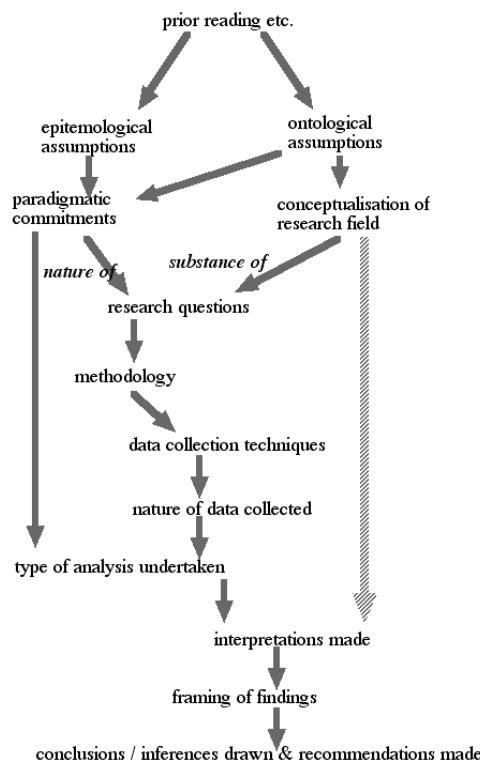 prior reading etc.
epitemological
assumptions
ontological
assumptions
paradigmatic
commitments
conceptualisation of
research field
nature of
substance of
research questions
methodology
data collection techniques
nature of data collected
type of analysis undertaken
interpretations made
framing of findings
conclusions / inferences drawn & recommendations made